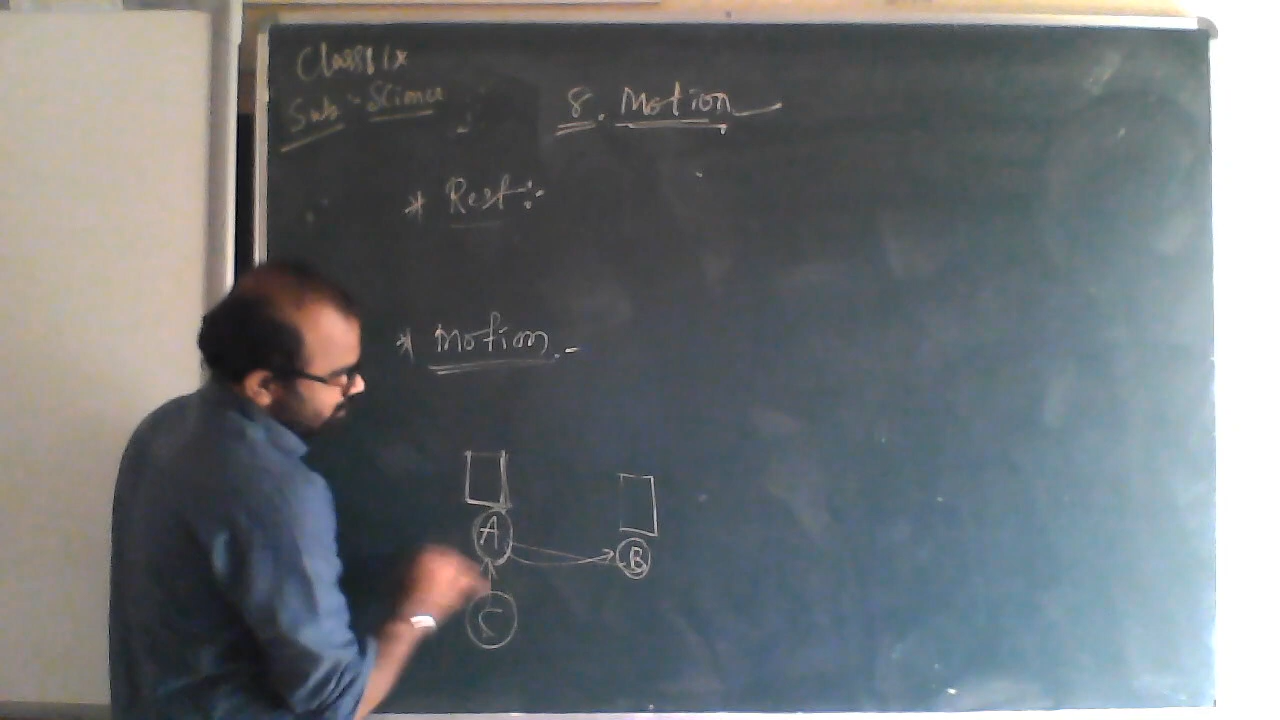 Class IX
Sub:- Science
8. Motion
* Rest:-
* Motion.-
A
B
C